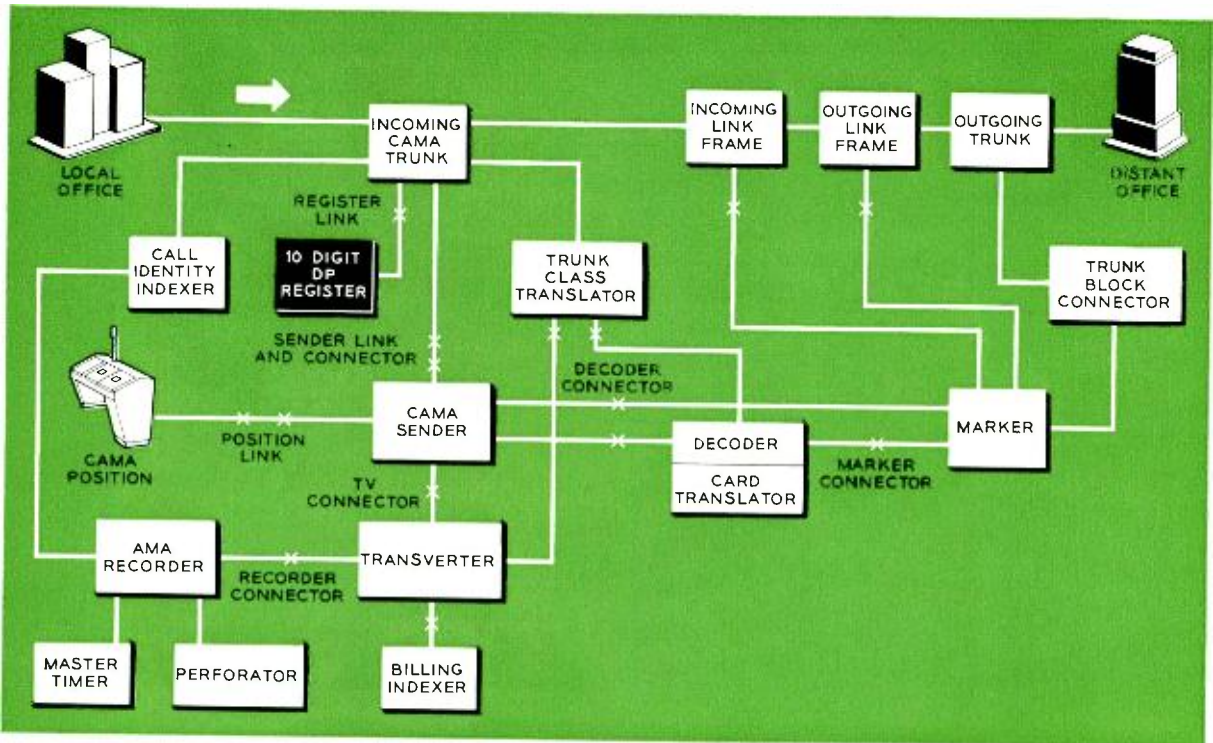 LOCAL
OFFICE
INCOMING
CAMA
TRUNK
INCOMING
LINK
FRAME
OUTGOING
LINK
FRAME
OUTGOING
TRUNK
DISTANT
OFFICE
REGISTER
LINK
CALL
IDENTITY
INDEXER
10 DIGIT
DP
REGISTER
TRUNK
CLASS
TRANSLATOR
TRUNK
BLOCK
CONNECTOR
SENDER LINK
AND CONNECTOR
DECODER
CONNECTOR
CAMA
POSITION
POSITION
LINK
CAMA
SENDER
DECODER
CARD
TRANSLATOR
MARKER
CONNECTOR
MARKER
TV
CONNECTOR
AMA
RECORDER
RECORDER
CONNECTOR
TRANSVERTER
MASTER
TIMER
PERFORATOR
BILLING
INDEXER